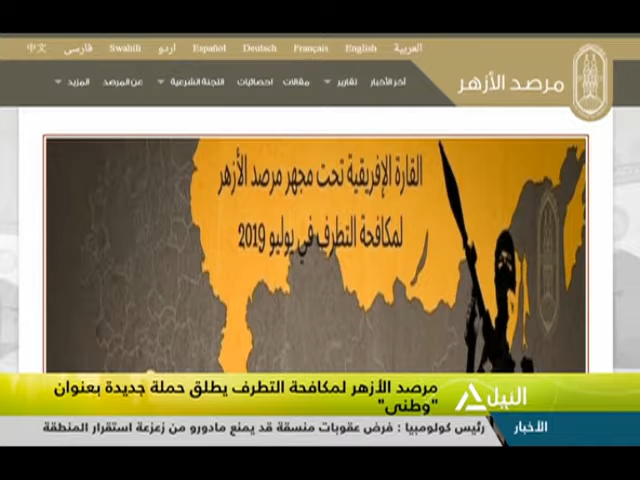 العربية English Français Deutsch Español اردو Swahili فارسی 中文
مرصد الأزهر
آخر الأخبار تقارير مقالات احصائيات اللجنة الشرعية عن المرصد المزيد
القارة الإفريقية تحت مجهر مرصد الأزهر
لمكافحة التطرف في يوليو 2019
النيل
مرصد الأزهر لمكافحة التطرف يطلق حملة جديدة بعنوان
"وطنى"
الأخبار
رئيس كولومبيا : فرض عقوبات منسقة قد يمنع مادورو من زعزعة استقرار المنطقة